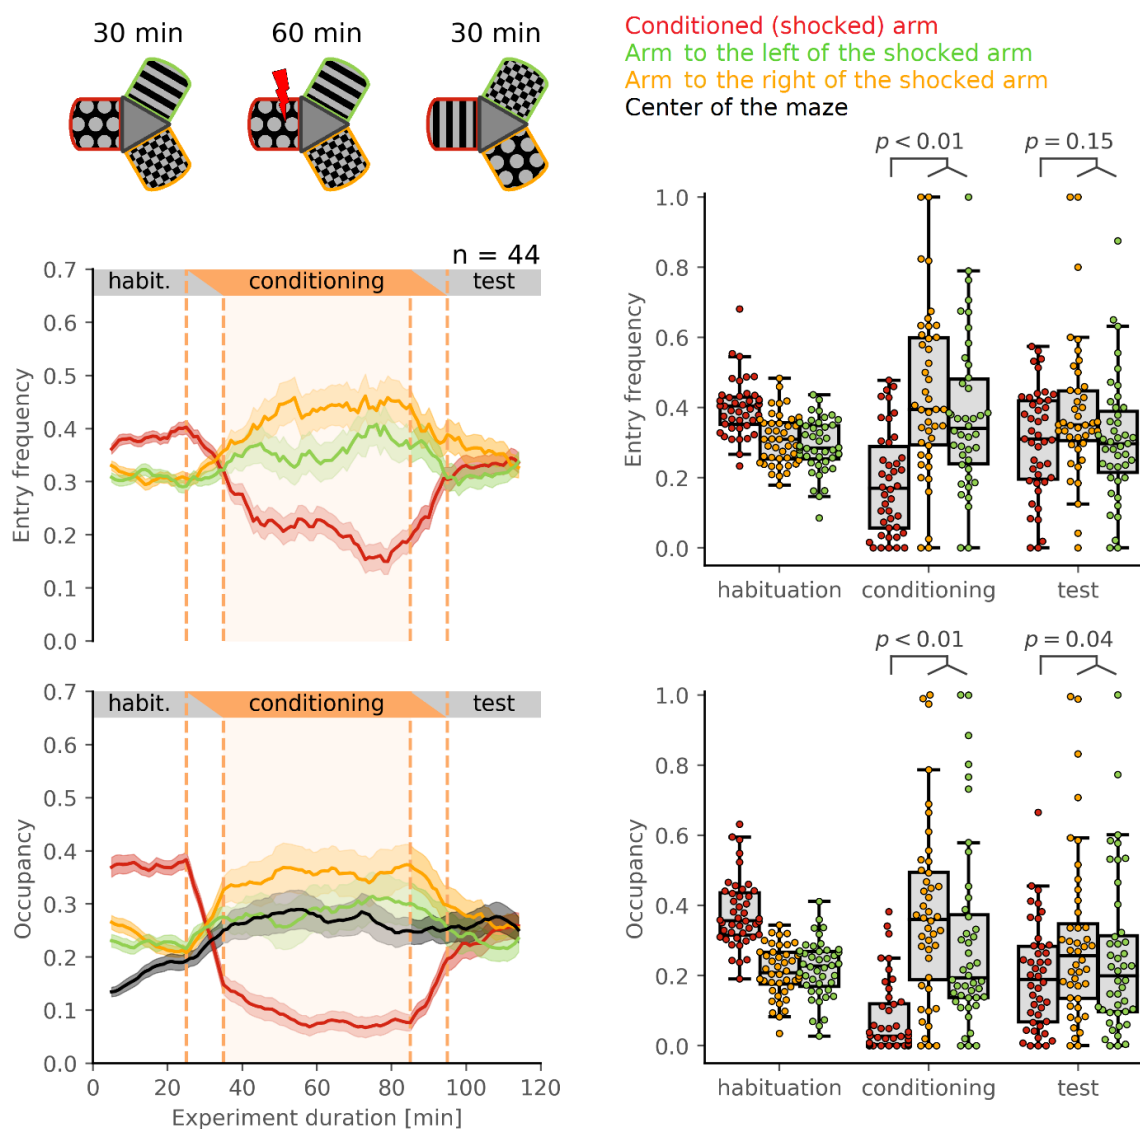 30 min
60 min
30 min
Conditioned (shocked) arm
Arm to the left of the shocked arm
Arm to the right of the shocked arm
Center of the maze
n = 44
0.7
0.6
0.5
0.4
0.3
0.2
0.1
0.0
Entry frequency
habit.
conditioning
test
p < 0.01
p = 0.15
1.0
0.8
0.6
0.4
0.2
0.0
Entry frequency
habituation
conditioning
test
0.7
0.6
0.5
0.4
0.3
0.2
0.1
0.0
Occupancy
habit.
conditioning
test
0
20
40
60
80
100
120
Experiment duration [min]
p < 0.01
p = 0.04
1.0
0.8
0.6
0.4
0.2
0.0
Occupancy
habituation
conditioning
test